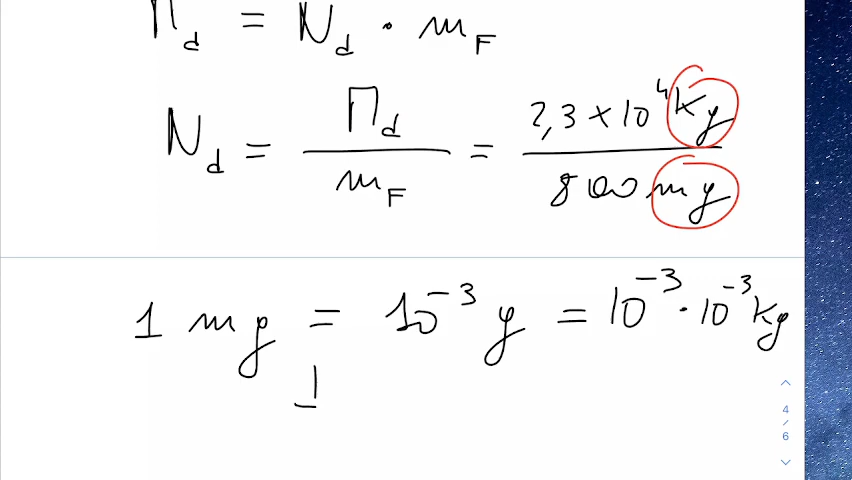 M_d = N_d · m_F
N_d = M_d / m_F = 2,3 × 10^4 Kg / 800 mg
1 mg = 10^-3 g = 10^-3 · 10^-3 Kg
1
4 / 6